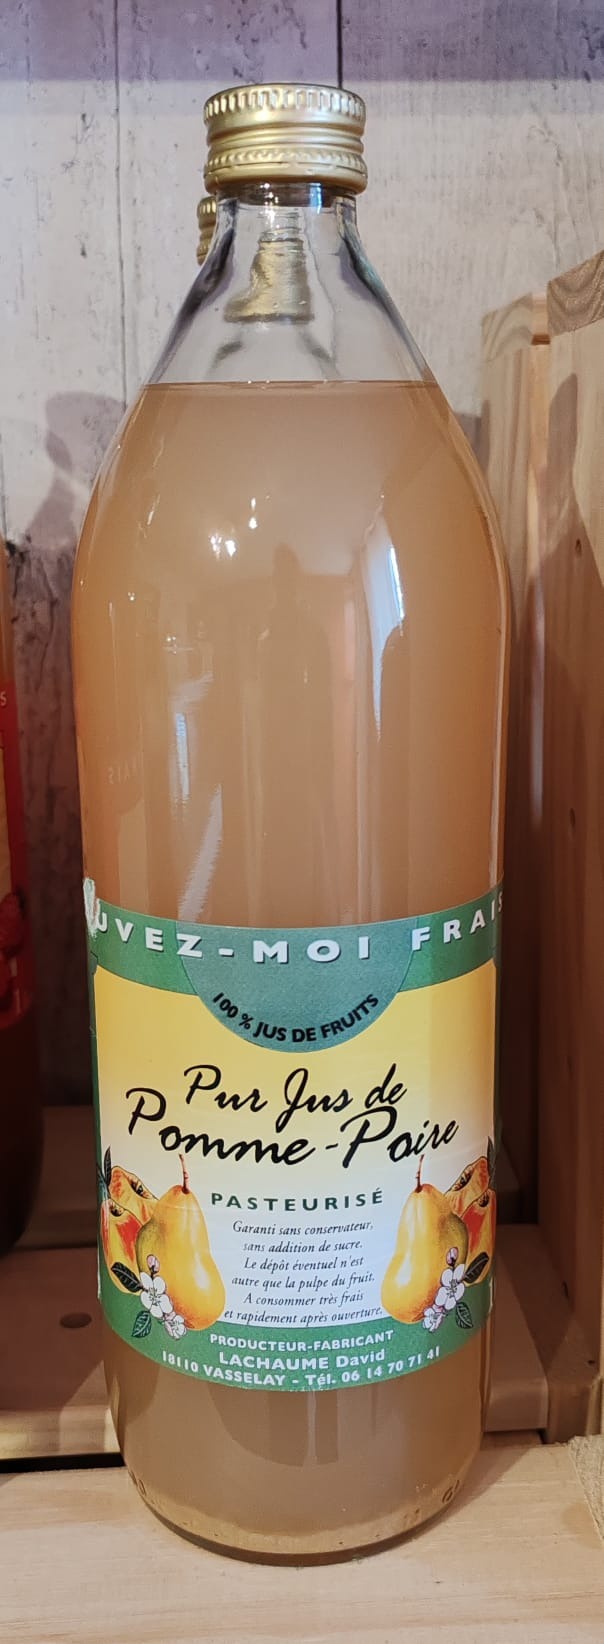 UVEZ-MOI FRAIS
100 % JUS DE FRUITS
Pur Jus de
Pomme-Poire
PASTEURISÉ
Garanti sans conservateur,
sans addition de sucre.
Le dépôt éventuel n'est
autre que la pulpe du fruit.
A consommer très frais
et rapidement après ouverture.
PRODUCTEUR-FABRICANT
LACHAUME David
18110 VASSELAY - Tél. 06 14 70 71 41